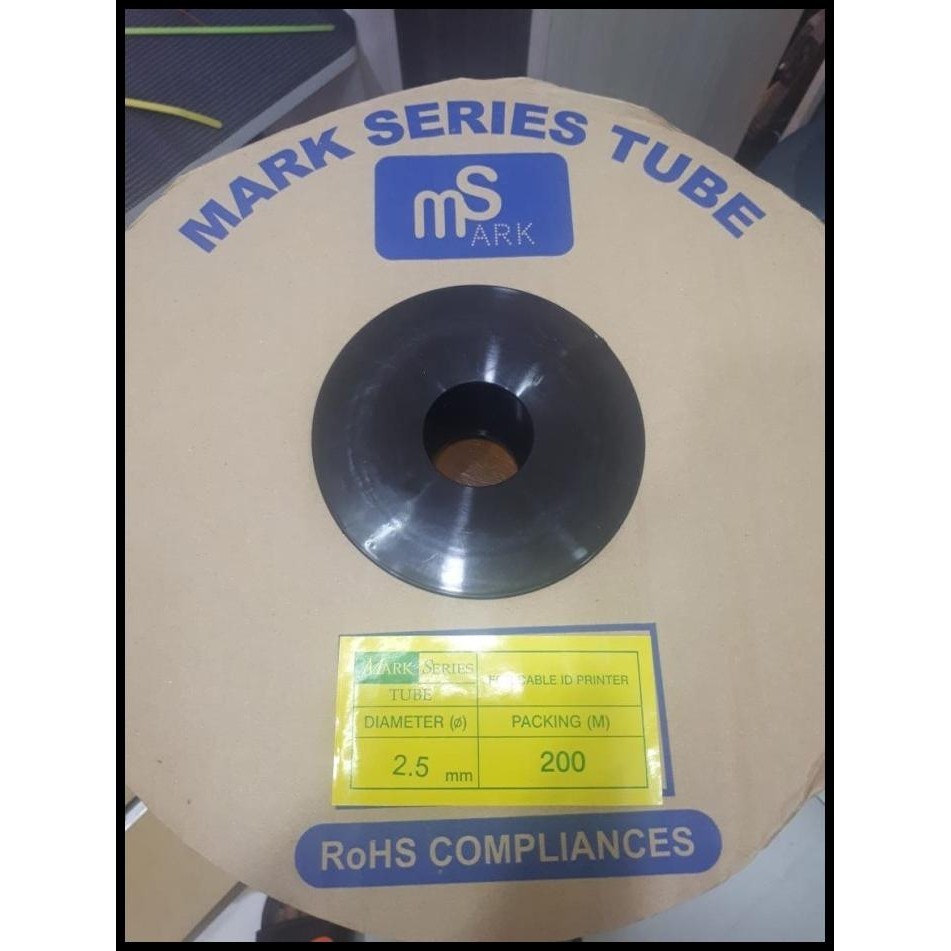 MARK SERIES TUBE
mS
ARK
MARK SERIES
TUBE
FOR CABLE ID PRINTER
DIAMETER (ø)
PACKING (M)
2.5 mm
200
RoHS COMPLIANCES